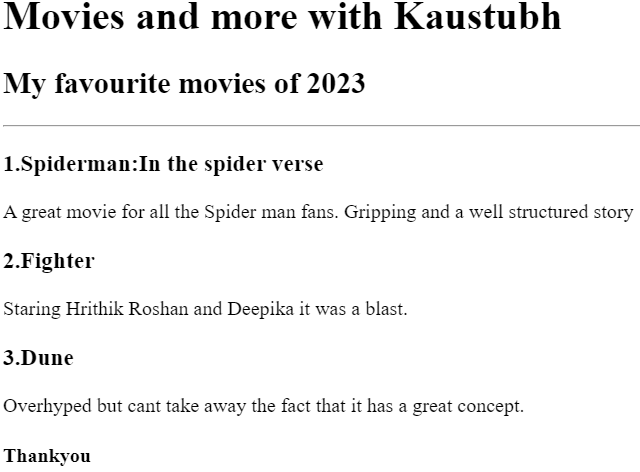 Movies and more with Kaustubh
My favourite movies of 2023
1.Spiderman:In the spider verse
A great movie for all the Spider man fans. Gripping and a well structured story
2.Fighter
Staring Hrithik Roshan and Deepika it was a blast.
3.Dune
Overhyped but cant take away the fact that it has a great concept.
Thankyou